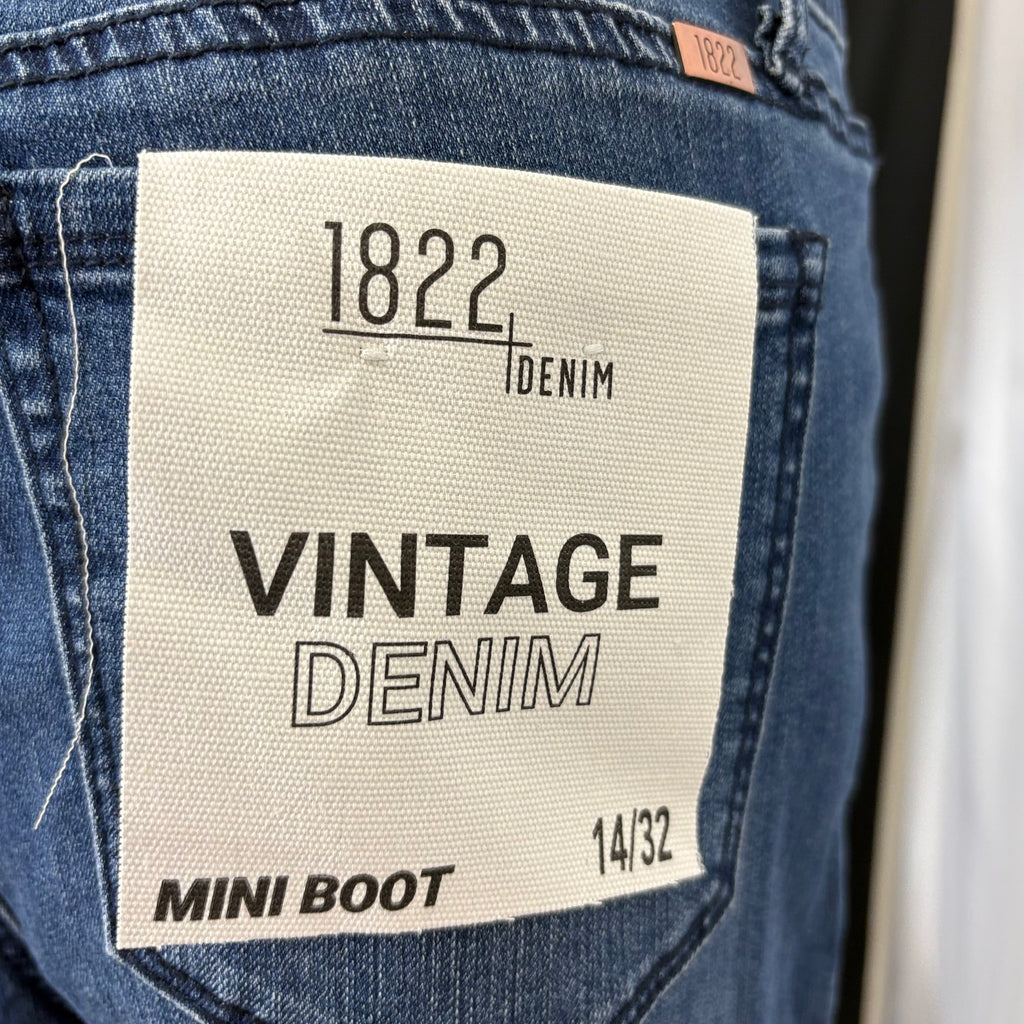 1822
1822
DENIM
VINTAGE
DENIM
14/32
MINI BOOT